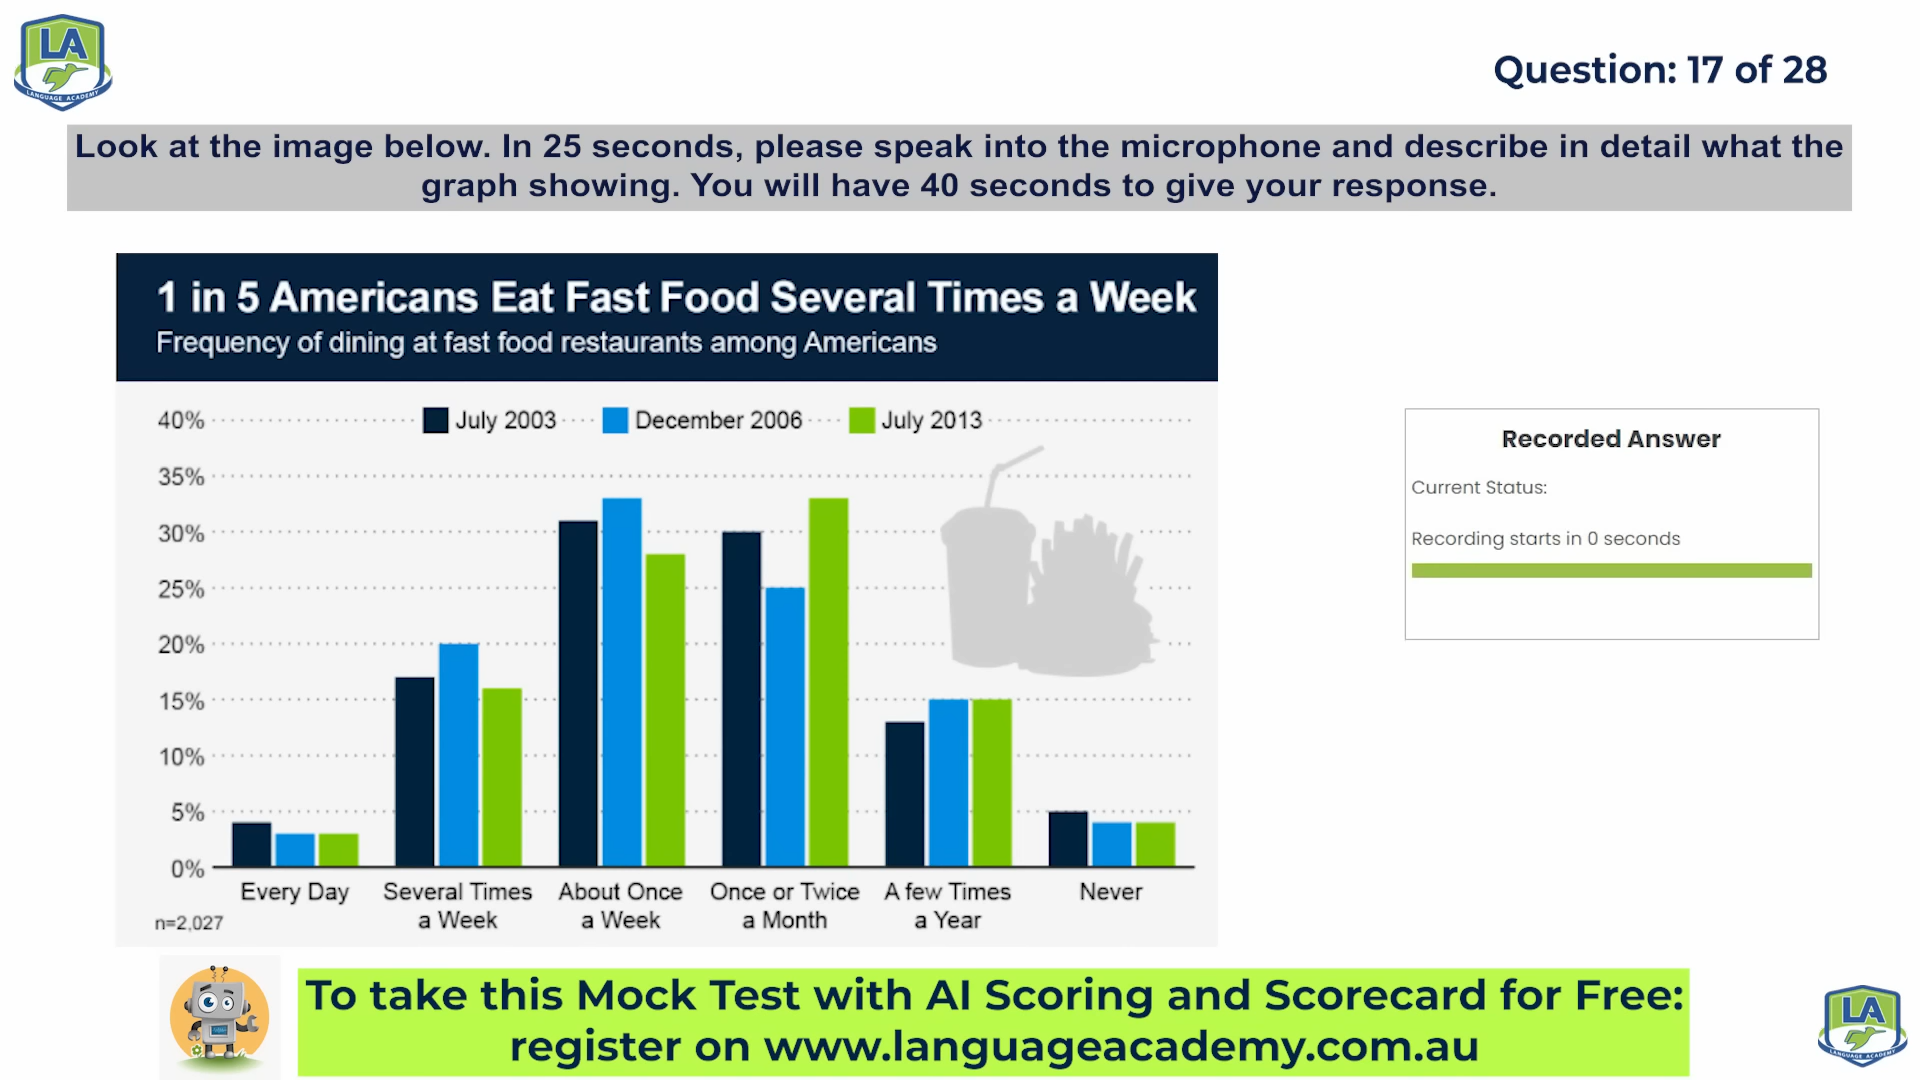 LA
LANGUAGE ACADEMY
Question: 17 of 28
Look at the image below. In 25 seconds, please speak into the microphone and describe in detail what the
graph showing. You will have 40 seconds to give your response.
1 in 5 Americans Eat Fast Food Several Times a Week
Frequency of dining at fast food restaurants among Americans
July 2003 December 2006 July 2013
40%
35%
30%
25%
20%
15%
10%
5%
0%
Every Day Several Times About Once Once or Twice A few Times Never
a Week a Week a Month a Year
n=2,027
Recorded Answer
Current Status:
Recording starts in 0 seconds
To take this Mock Test with AI Scoring and Scorecard for Free:
register on www.languageacademy.com.au
LA
LANGUAGE ACADEMY